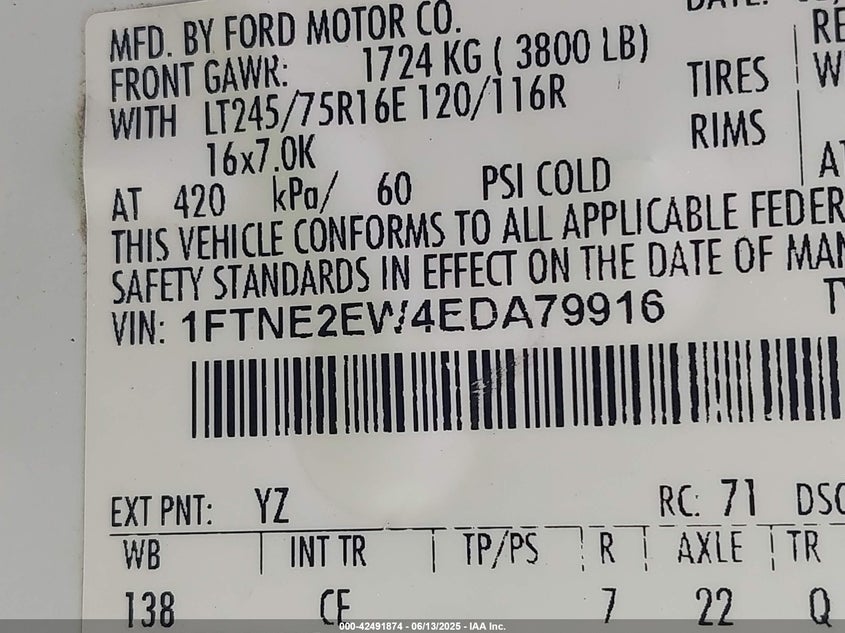 DATE:
MFD. BY FORD MOTOR CO.
FRONT GAWR: 1724 KG ( 3800 LB)
WITH LT245/75R16E 120/116R TIRES
16x7.0K RIMS
AT 420 kPa/ 60 PSI COLD
THIS VEHICLE CONFORMS TO ALL APPLICABLE FEDER
SAFETY STANDARDS IN EFFECT ON THE DATE OF MAN
VIN: 1FTNE2EW4EDA79916
EXT PNT: YZ RC: 71 DSO
WB INT TR TP/PS R AXLE TR
138 CE 7 22 Q
000-42491874 - 06/13/2025 - IAA Inc.